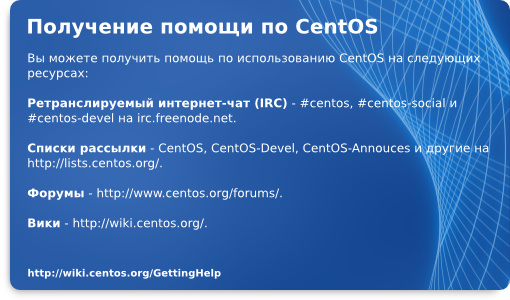 Получение помощи по CentOS
Вы можете получить помощь по использованию CentOS на следующих
ресурсах:
Ретранслируемый интернет-чат (IRC) - #centos, #centos-social и
#centos-devel на irc.freenode.net.
Списки рассылки - CentOS, CentOS-Devel, CentOS-Annouces и другие на
http://lists.centos.org/.
Форумы - http://www.centos.org/forums/.
Вики - http://wiki.centos.org/.
http://wiki.centos.org/GettingHelp